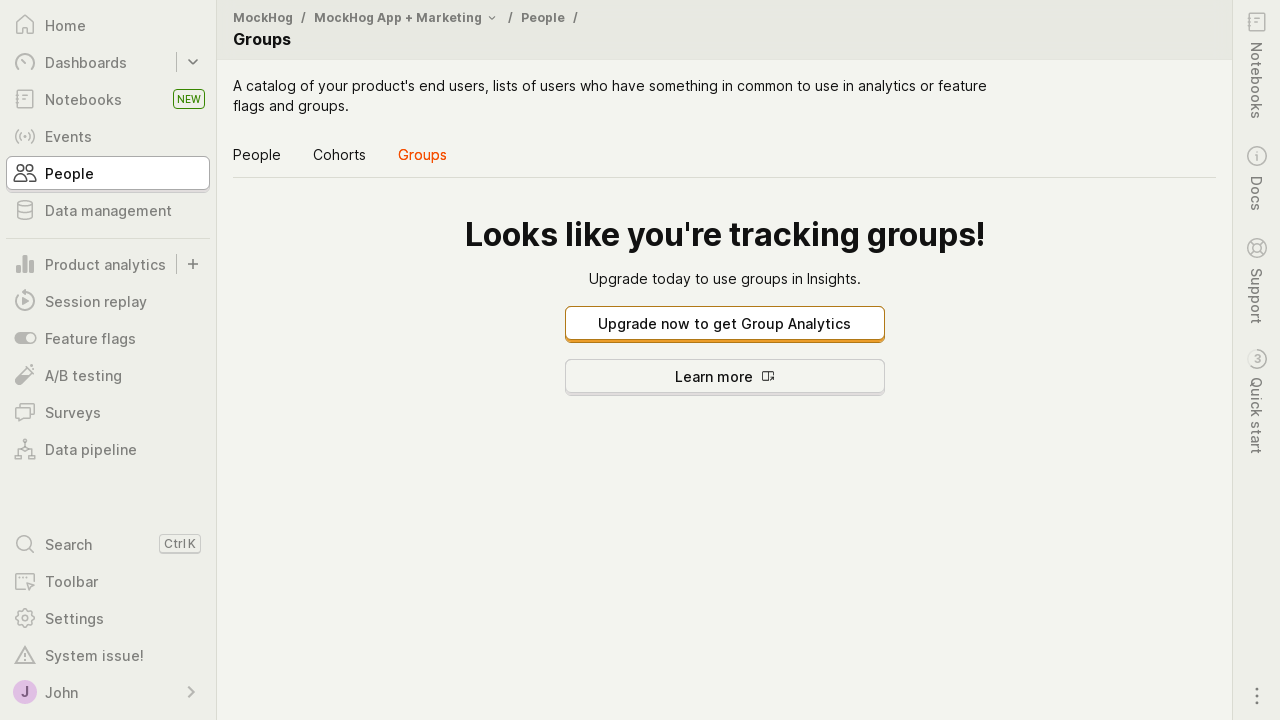 Home
Dashboards
Notebooks
NEW
Events
People
Data management
Product analytics
Session replay
Feature flags
A/B testing
Surveys
Data pipeline
Search
Ctrl K
Toolbar
Settings
System issue!
J
John
MockHog / MockHog App + Marketing / People /
Groups
A catalog of your product's end users, lists of users who have something in common to use in analytics or feature
flags and groups.
People
Cohorts
Groups
Looks like you're tracking groups!
Upgrade today to use groups in Insights.
Upgrade now to get Group Analytics
Learn more
Notebooks
Docs
Support
3
Quick start